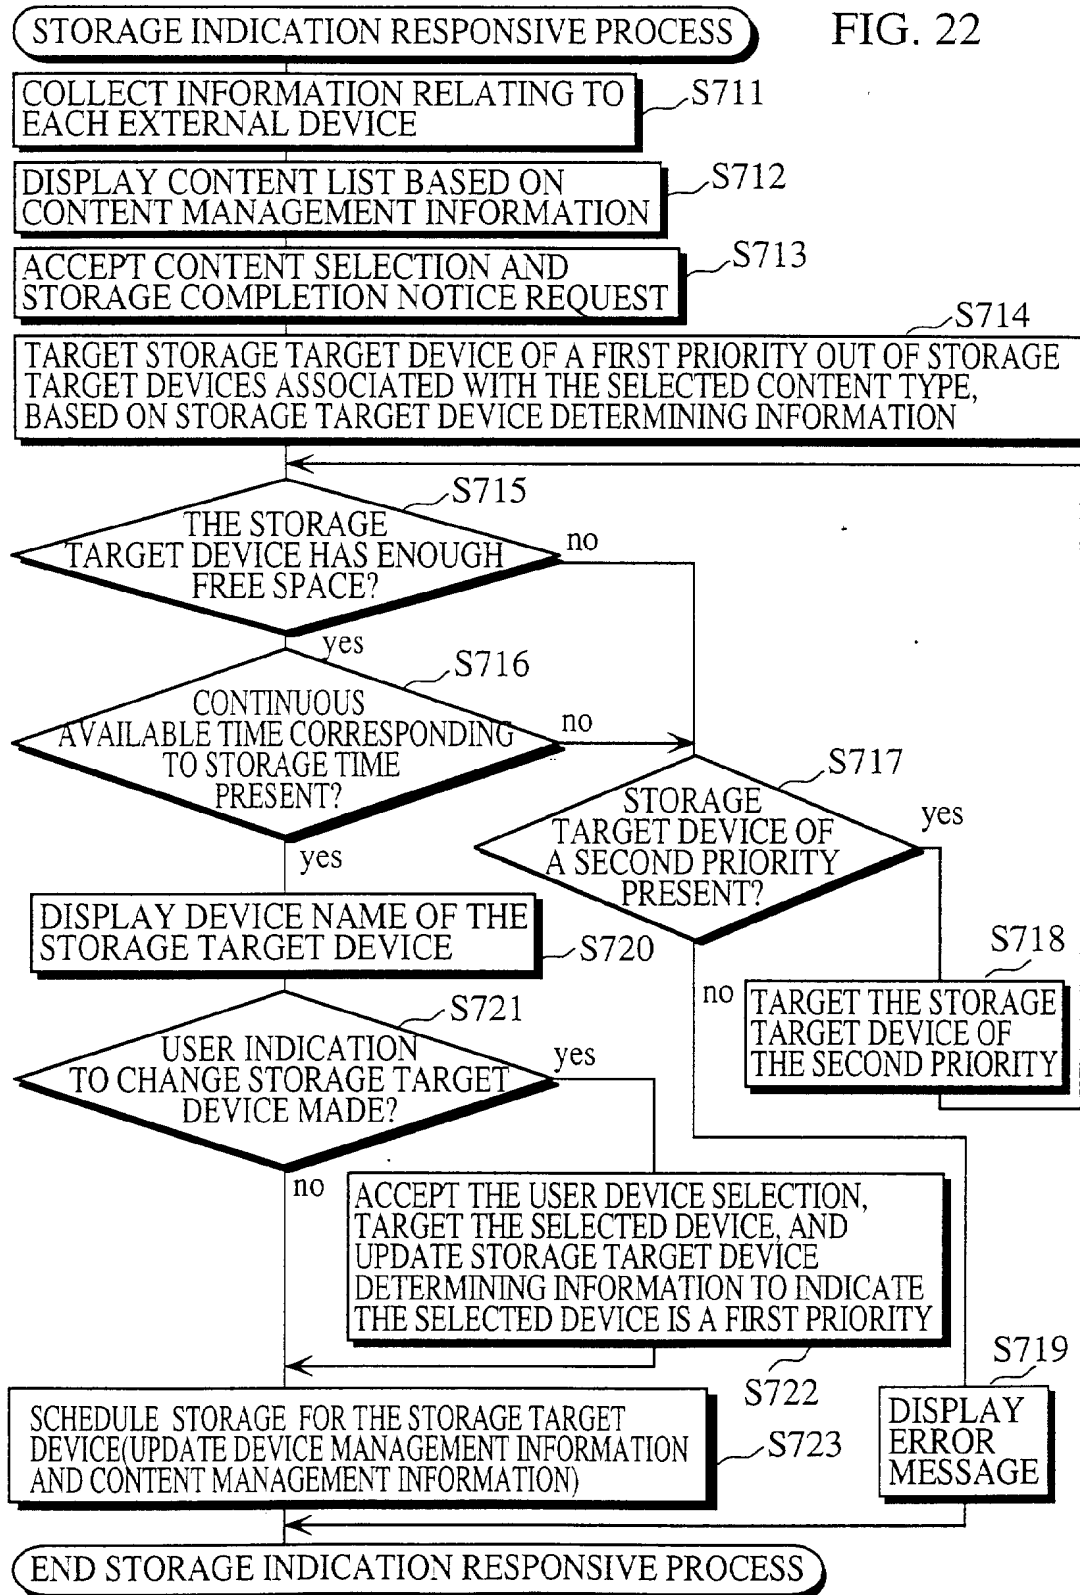 STORAGE INDICATION RESPONSIVE PROCESS
FIG. 22
COLLECT INFORMATION RELATING TO
EACH EXTERNAL DEVICE
S711
DISPLAY CONTENT LIST BASED ON
CONTENT MANAGEMENT INFORMATION
S712
ACCEPT CONTENT SELECTION AND
STORAGE COMPLETION NOTICE REQUEST
S713
S714
TARGET STORAGE TARGET DEVICE OF A FIRST PRIORITY OUT OF STORAGE
TARGET DEVICES ASSOCIATED WITH THE SELECTED CONTENT TYPE,
BASED ON STORAGE TARGET DEVICE DETERMINING INFORMATION
S715
THE STORAGE
TARGET DEVICE HAS ENOUGH
FREE SPACE?
no
yes
S716
CONTINUOUS
AVAILABLE TIME CORRESPONDING
TO STORAGE TIME
PRESENT?
no
yes
S717
STORAGE
TARGET DEVICE OF
A SECOND PRIORITY
PRESENT?
yes
no
S718
TARGET THE STORAGE
TARGET DEVICE OF
THE SECOND PRIORITY
DISPLAY DEVICE NAME OF THE
STORAGE TARGET DEVICE
S720
S721
USER INDICATION
TO CHANGE STORAGE TARGET
DEVICE MADE?
yes
no
ACCEPT THE USER DEVICE SELECTION,
TARGET THE SELECTED DEVICE, AND
UPDATE STORAGE TARGET DEVICE
DETERMINING INFORMATION TO INDICATE
THE SELECTED DEVICE IS A FIRST PRIORITY
S722
S719
DISPLAY
ERROR
MESSAGE
SCHEDULE STORAGE FOR THE STORAGE TARGET
DEVICE(UPDATE DEVICE MANAGEMENT INFORMATION
AND CONTENT MANAGEMENT INFORMATION)
S723
END STORAGE INDICATION RESPONSIVE PROCESS